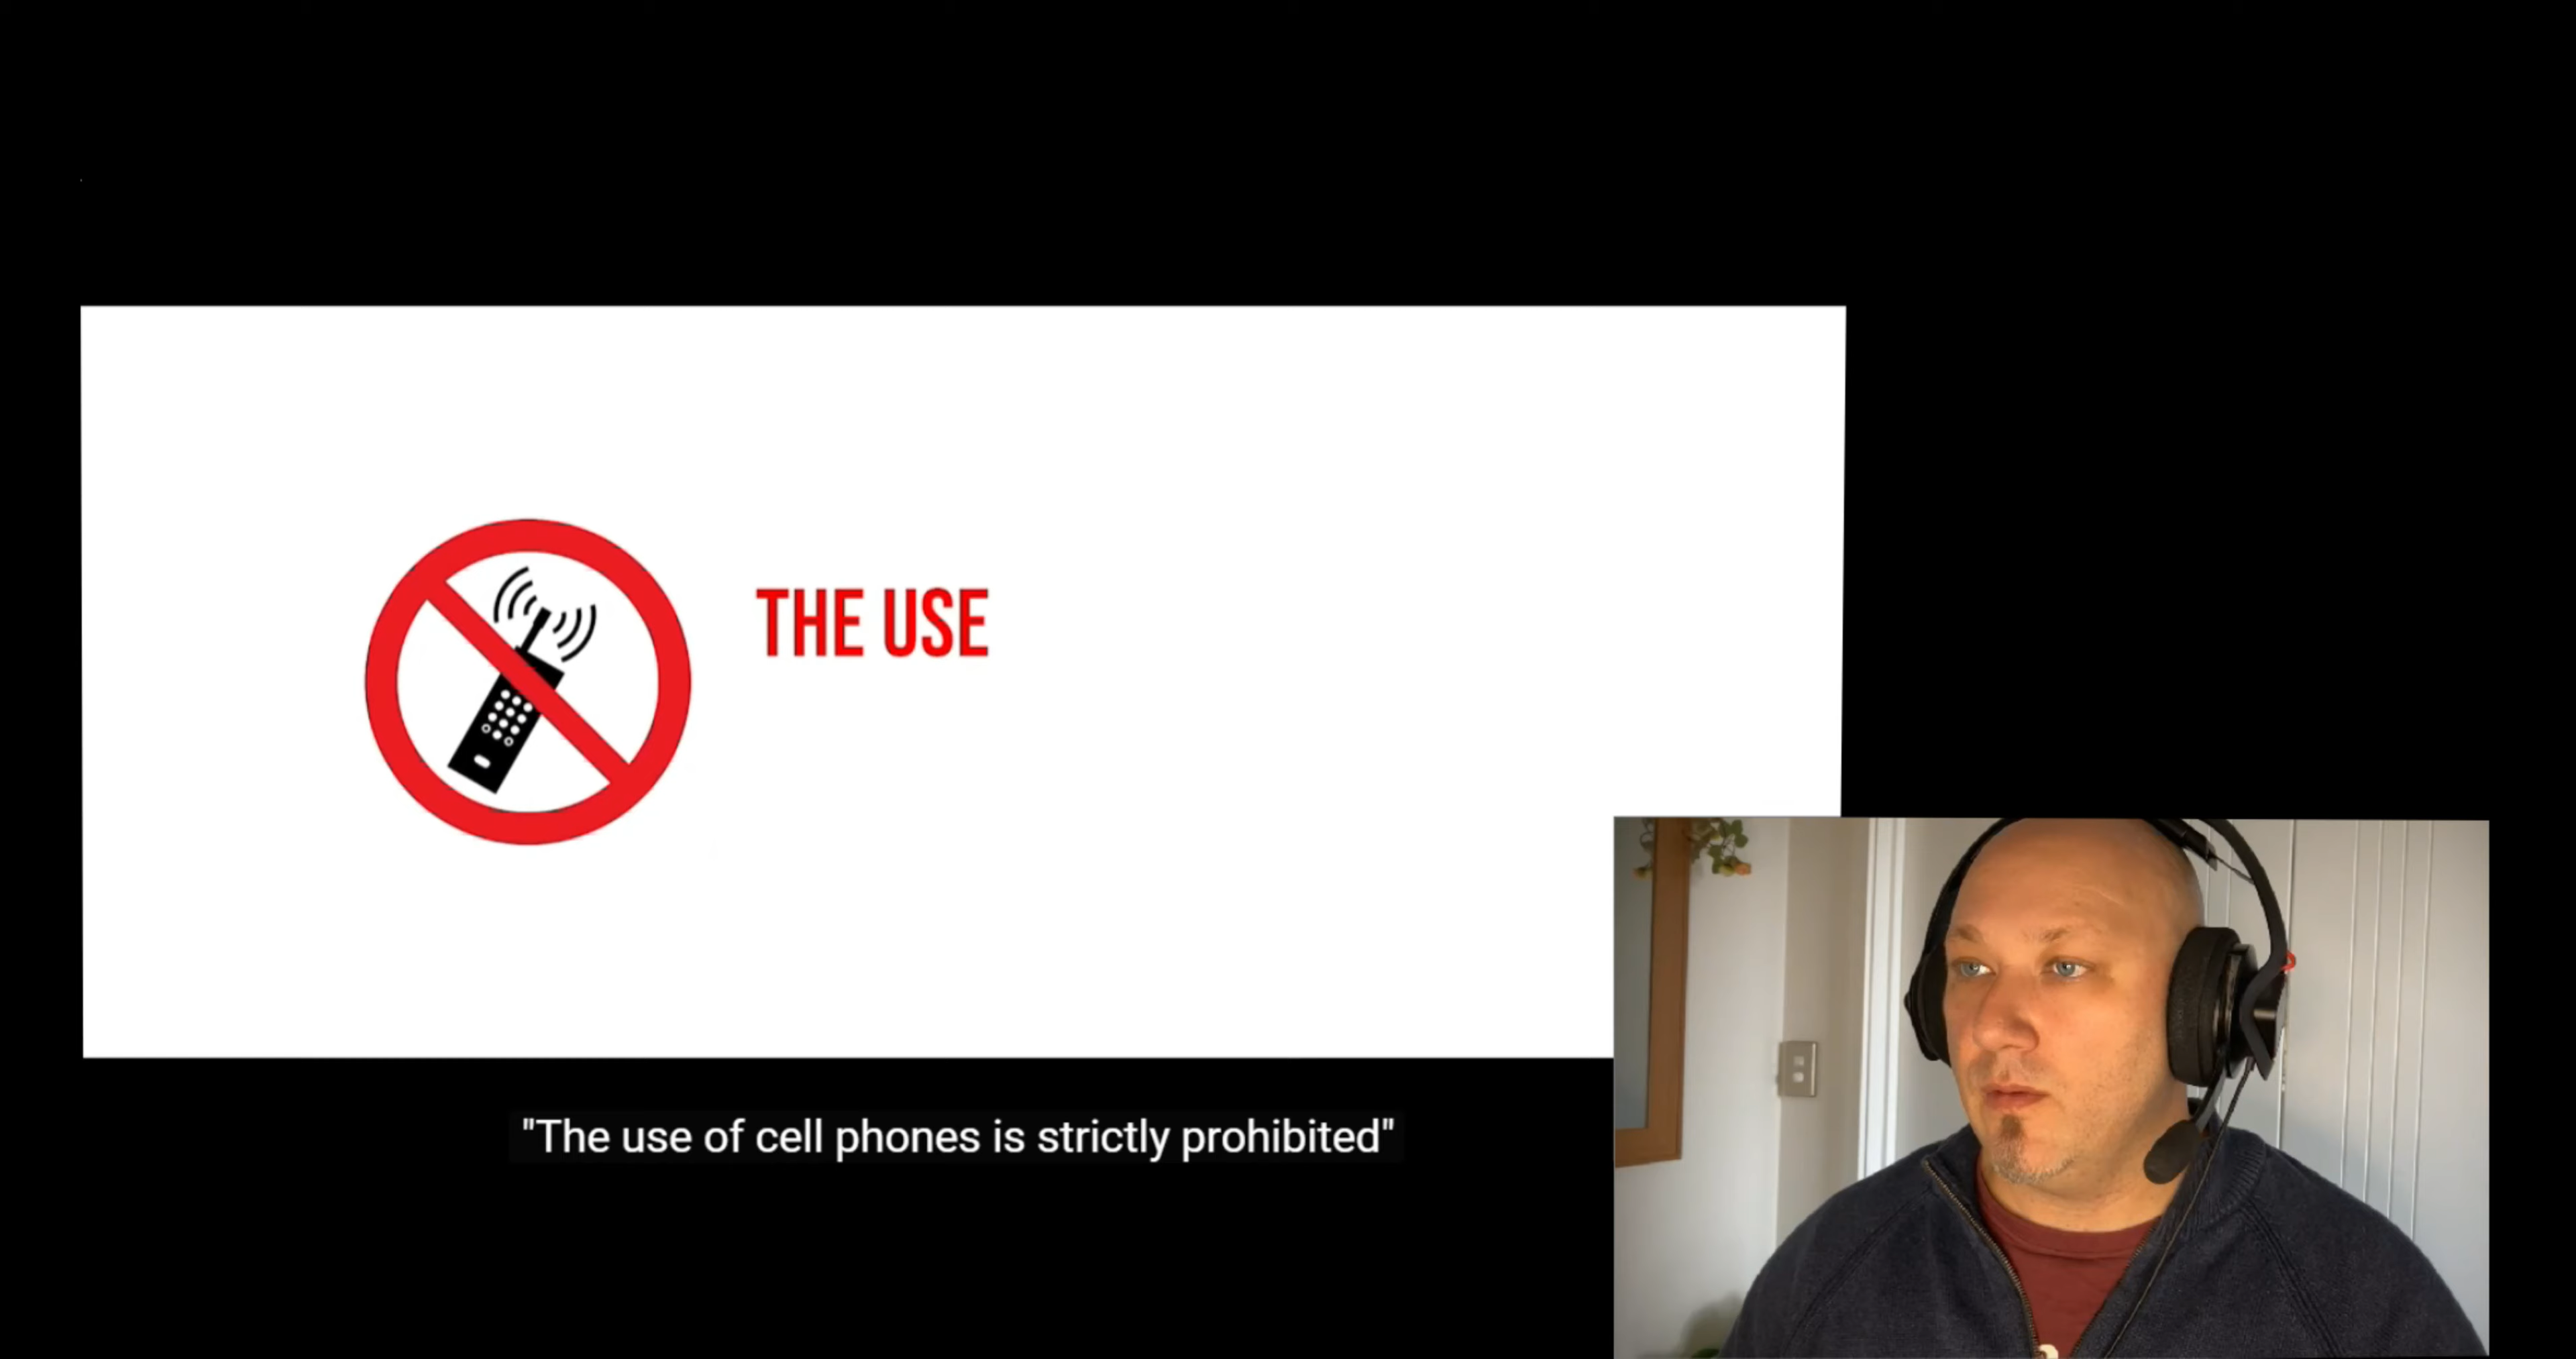 THE USE
"The use of cell phones is strictly prohibited"